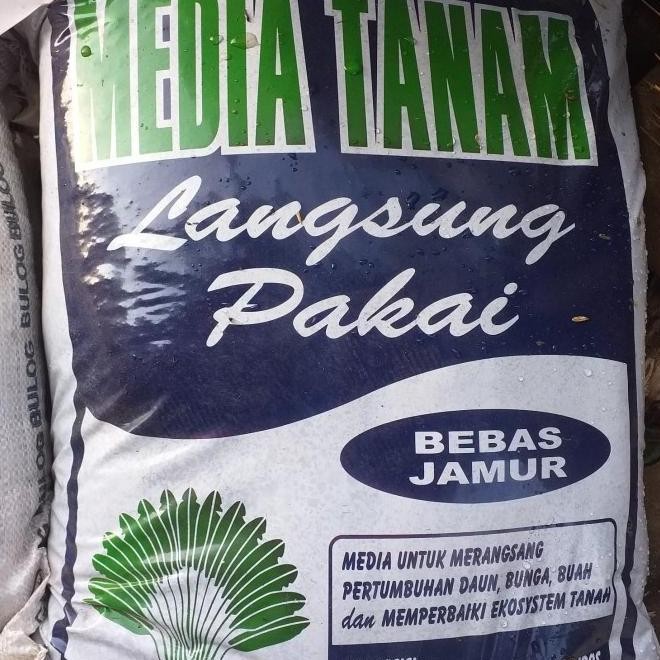 MEDIA TANAM
Langsung
Pakai
BEBAS
JAMUR
MEDIA UNTUK MERANGSANG
PERTUMBUHAN DAUN, BUNGA, BUAH
dan MEMPERBAIKI EKOSYSTEM TANAH
BULOG BULOG BULOG